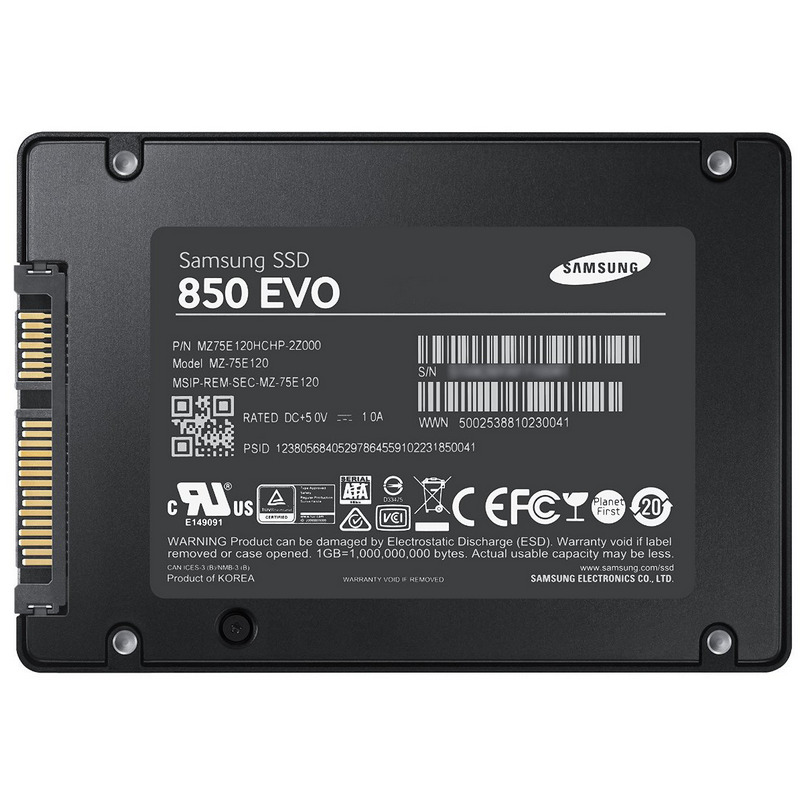 Samsung SSD
850 EVO
SAMSUNG
P/N MZ75E120HCHP-2Z000
Model MZ-75E120
MSIP-REM-SEC-MZ-75E120
S/N
WWN 5002538810230041
RATED DC+5.0V ⎓ 1.0A
PSID 12380568405297864559102231850041
c UL® US
E149091
CERTIFIED
SERIAL
ATA
D33475
VCI
CE FC
Planet
First
20
WARNING Product can be damaged by Electrostatic Discharge (ESD). Warranty void if label
removed or case opened. 1GB=1,000,000,000 bytes. Actual usable capacity may be less.
CAN ICES-3 (B)/NMB-3 (B)
Product of KOREA
WARRANTY VOID IF REMOVED
www.samsung.com/ssd
SAMSUNG ELECTRONICS CO., LTD.